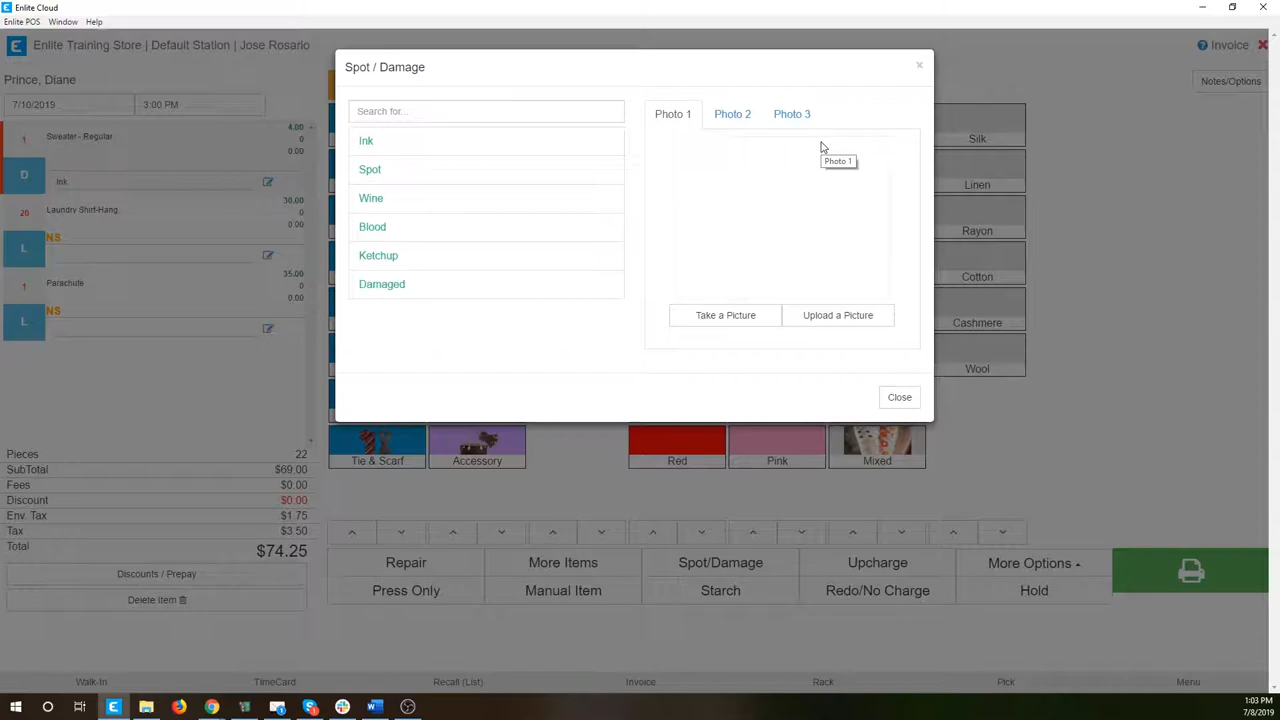 Enlite Cloud
Enlite POS Window Help
Enlite Training Store | Default Station | Jose Rosario
Invoice
Prince, Diane
Notes/Options
7/10/2019 3:00 PM
1 Sweater - Regular 4.00
0
0.00
D
Ink
20 Laundry Shirt-Hang. 30.00
0
0.00
NS
L
1 Parachute 35.00
0
0.00
NS
L
Pieces 22
SubTotal $69.00
Fees $0.00
Discount $0.00
Env. Tax $1.75
Tax $3.50
Total $74.25
Discounts / Prepay
Delete Item
Spot / Damage
×
Search for...
Ink
Spot
Wine
Blood
Ketchup
Damaged
Photo 1 Photo 2 Photo 3
Photo 1
Take a Picture Upload a Picture
Close
Silk
Linen
Rayon
Cotton
Cashmere
Wool
Tie & Scarf Accessory Red Pink Mixed
Repair More Items Spot/Damage Upcharge More Options
Press Only Manual Item Starch Redo/No Charge Hold
Walk-In TimeCard Recall (List) Invoice Rack Pick Menu
1:03 PM
7/8/2019